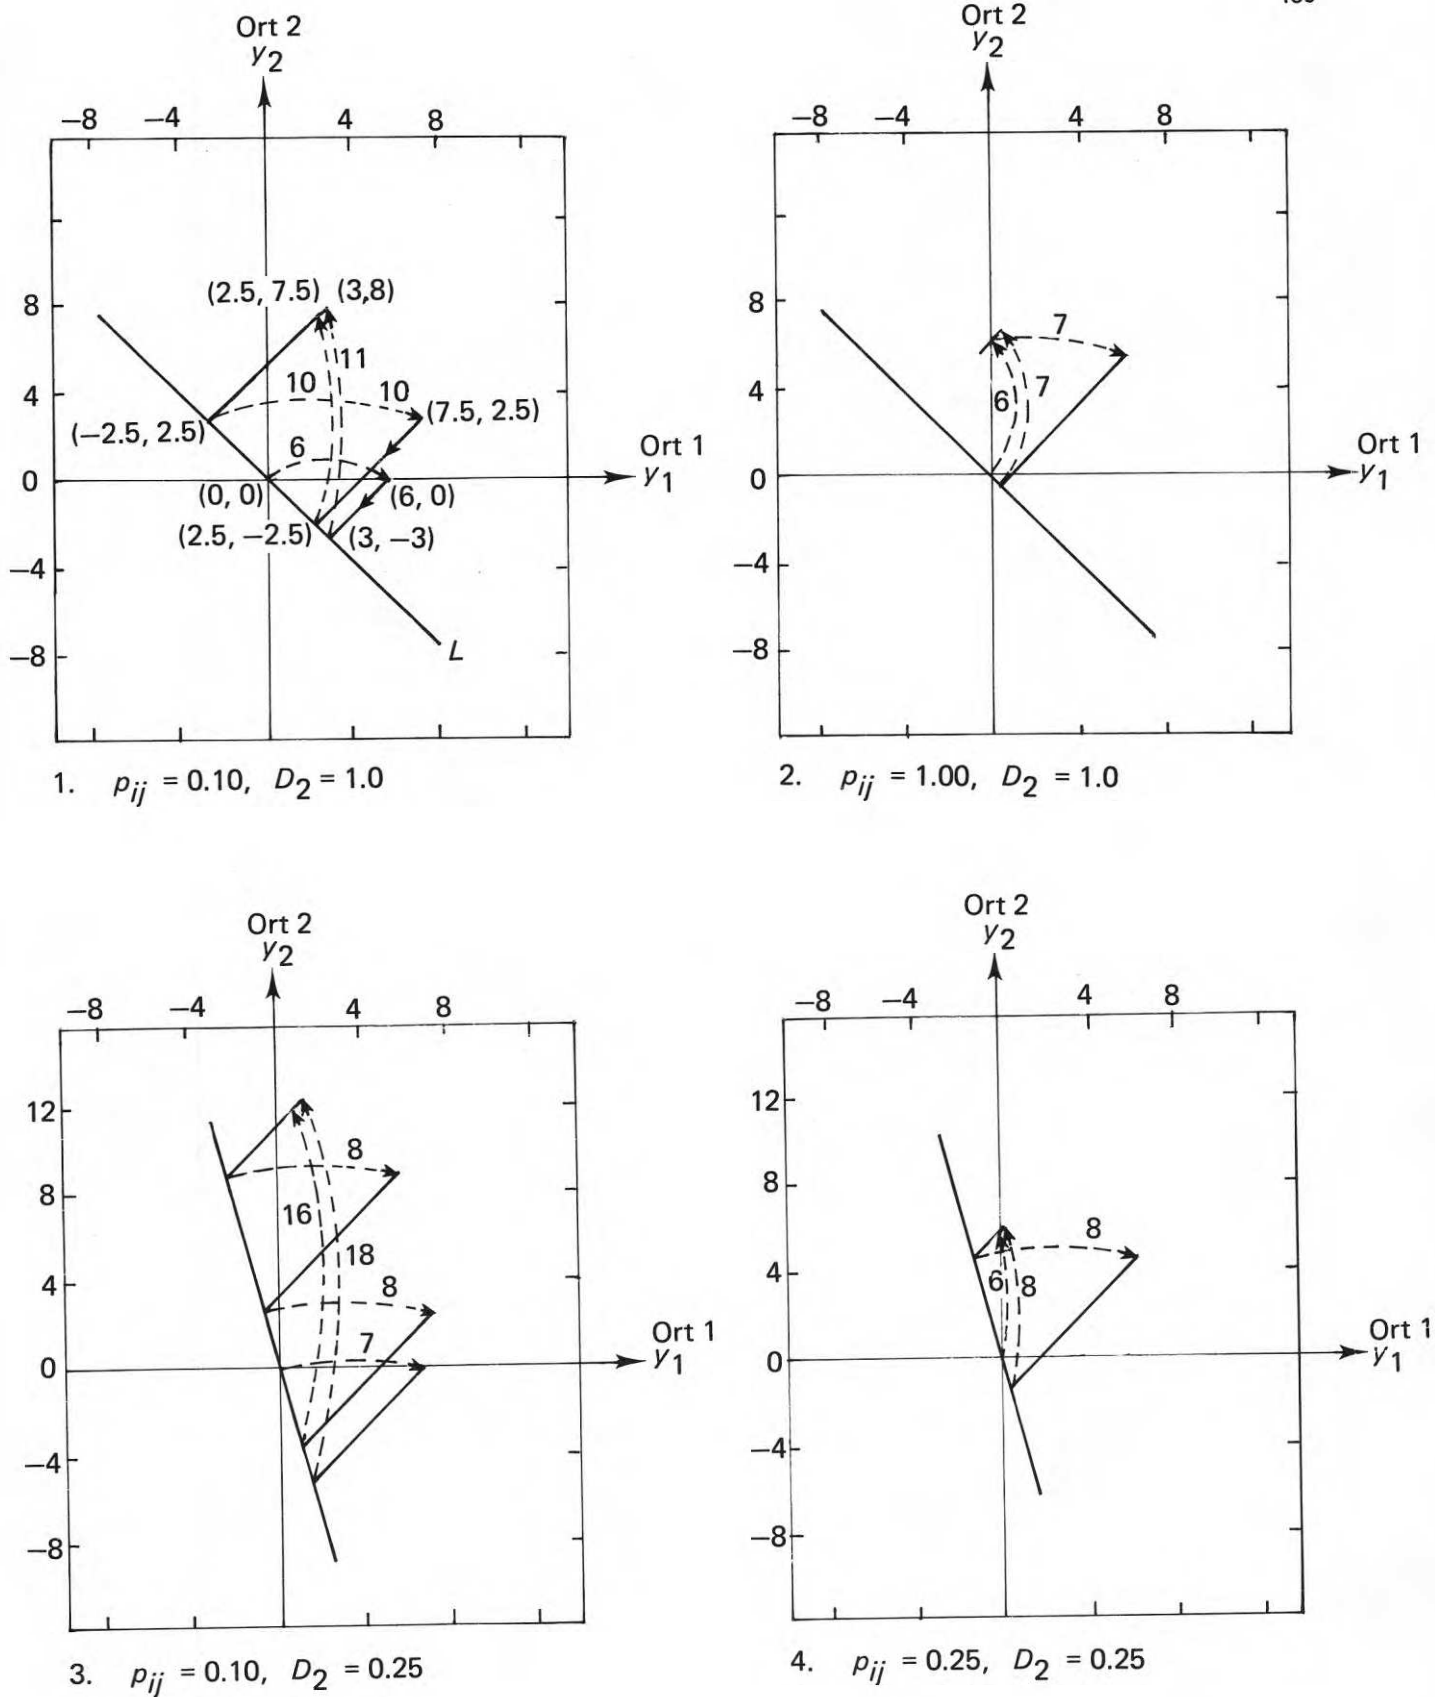 Ort 2
y2
−8 −4 4 8
8
4
0
−4
−8
(2.5, 7.5) (3,8)
11
10 10
(7.5, 2.5)
(−2.5, 2.5)
6
Ort 1
y1
(0, 0) (6, 0)
(2.5, −2.5) (3, −3)
L
1. pij = 0.10, D2 = 1.0
Ort 2
y2
−8 −4 4 8
8
4
0
−4
−8
7
6 7
Ort 1
y1
2. pij = 1.00, D2 = 1.0
Ort 2
y2
−8 −4 4 8
12
8
4
0
−4
−8
8
16
18
8
7
Ort 1
y1
3. pij = 0.10, D2 = 0.25
Ort 2
y2
−8 −4 4 8
12
8
4
0
−4
−8
8
6 8
Ort 1
y1
4. pij = 0.25, D2 = 0.25